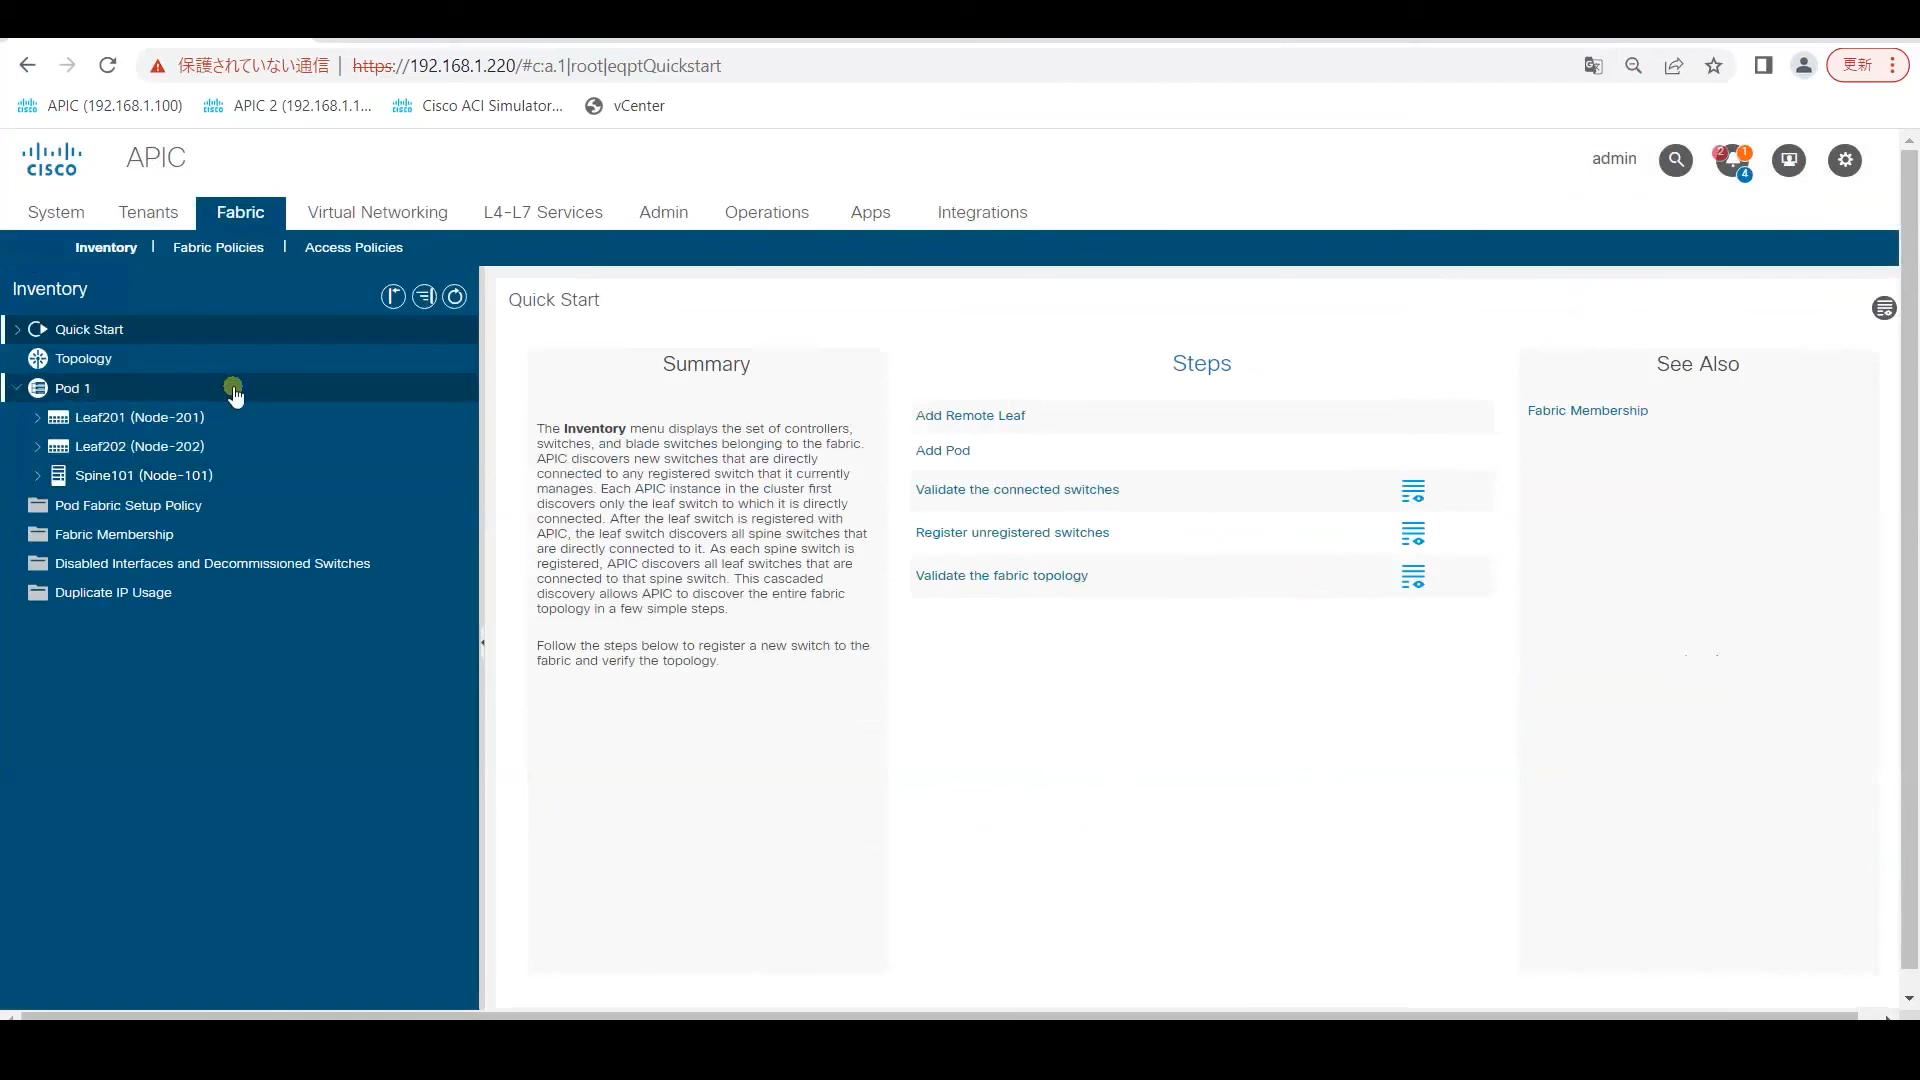 保護されていない通信 | https://192.168.1.220/#c:a.1|root|eqptQuickstart
更新
APIC (192.168.1.100) APIC 2 (192.168.1.1... Cisco ACI Simulator... vCenter
CISCO APIC
admin 2 1 4
System Tenants Fabric Virtual Networking L4-L7 Services Admin Operations Apps Integrations
Inventory | Fabric Policies | Access Policies
Inventory
Quick Start
Topology
Pod 1
Leaf201 (Node-201)
Leaf202 (Node-202)
Spine101 (Node-101)
Pod Fabric Setup Policy
Fabric Membership
Disabled Interfaces and Decommissioned Switches
Duplicate IP Usage
Quick Start
Summary
The Inventory menu displays the set of controllers,
switches, and blade switches belonging to the fabric.
APIC discovers new switches that are directly
connected to any registered switch that it currently
manages. Each APIC instance in the cluster first
discovers only the leaf switch to which it is directly
connected. After the leaf switch is registered with
APIC, the leaf switch discovers all spine switches that
are directly connected to it. As each spine switch is
registered, APIC discovers all leaf switches that are
connected to that spine switch. This cascaded
discovery allows APIC to discover the entire fabric
topology in a few simple steps.
Follow the steps below to register a new switch to the
fabric and verify the topology.
Steps
Add Remote Leaf
Add Pod
Validate the connected switches
Register unregistered switches
Validate the fabric topology
See Also
Fabric Membership